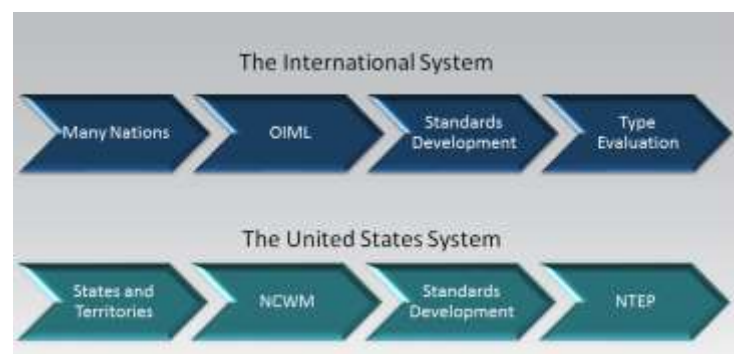 The International System
Many Nations
OIML
Standards
Development
Type
Evaluation
The United States System
States and
Territories
NCWM
Standards
Development
NTEP